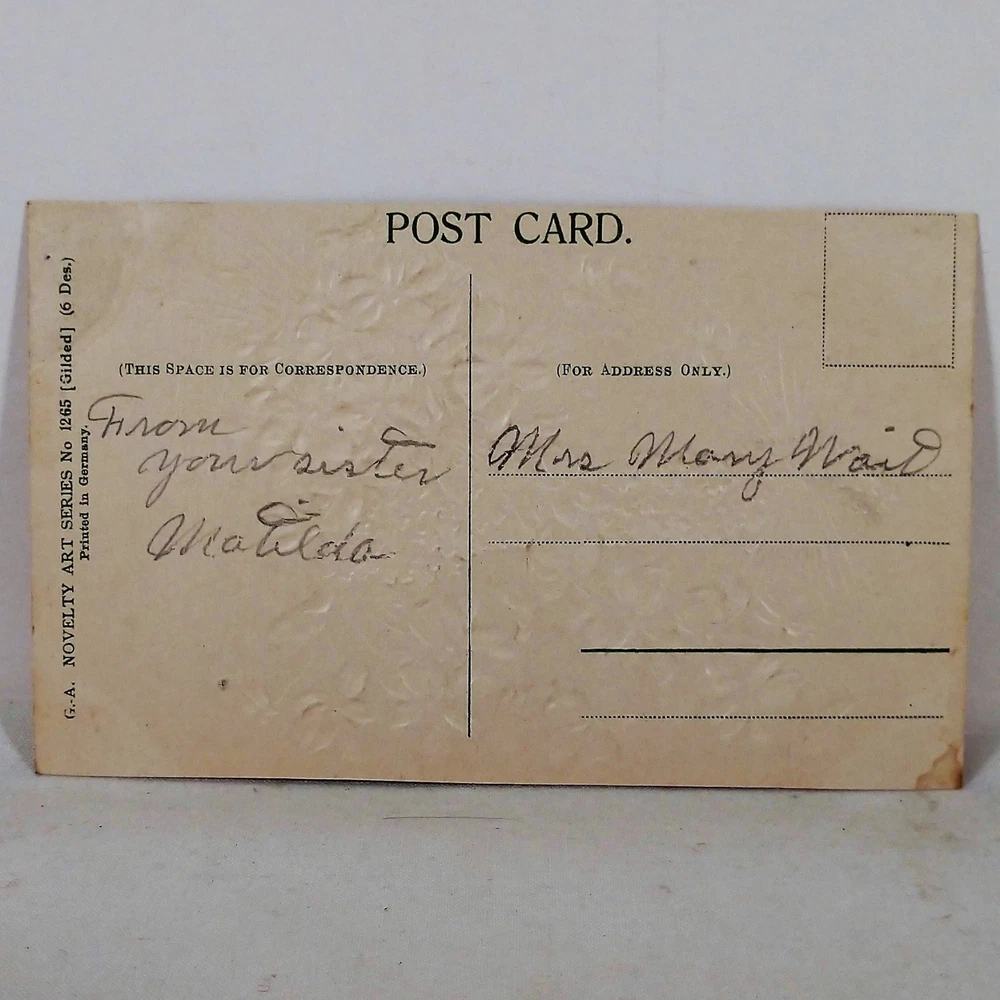 POST CARD.
G.-A. NOVELTY ART SERIES No 1265 [Gilded] (6 Des.)
Printed in Germany.
(THIS SPACE IS FOR CORRESPONDENCE.)
From
your sister
Matilda
(FOR ADDRESS ONLY.)
Mrs Mary